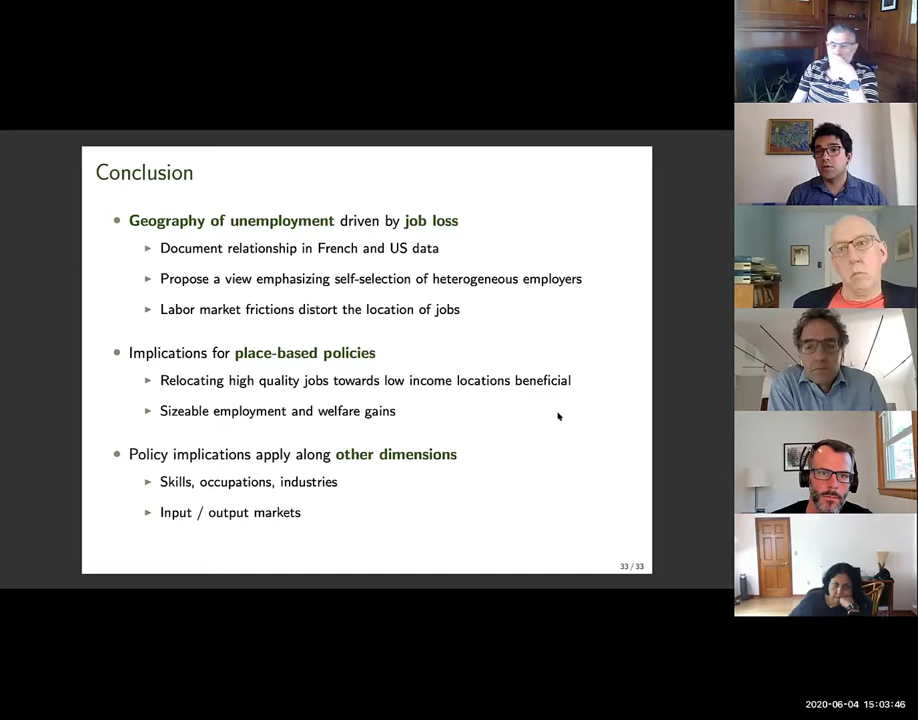 Conclusion
Geography of unemployment driven by job loss
Document relationship in French and US data
Propose a view emphasizing self-selection of heterogeneous employers
Labor market frictions distort the location of jobs
Implications for place-based policies
Relocating high quality jobs towards low income locations beneficial
Sizeable employment and welfare gains
Policy implications apply along other dimensions
Skills, occupations, industries
Input / output markets
33 / 33
2020-06-04 15:03:46